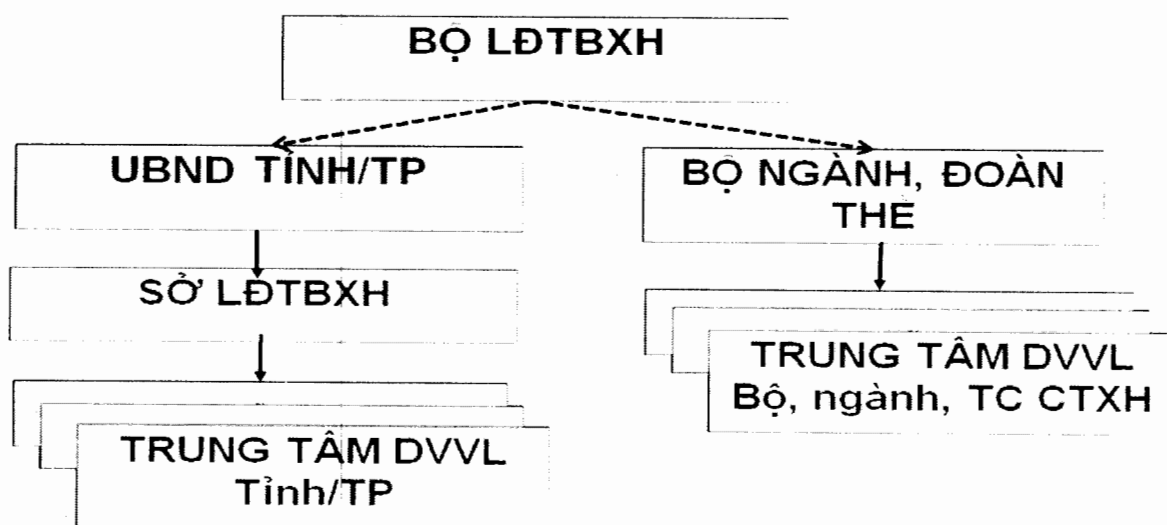 BỘ LĐTBXH
UBND TỈNH/TP
BỘ NGÀNH, ĐOÀN
THỂ
SỞ LĐTBXH
TRUNG TÂM DVVL
Bộ, ngành, TC CTXH
TRUNG TÂM DVVL
Tỉnh/TP